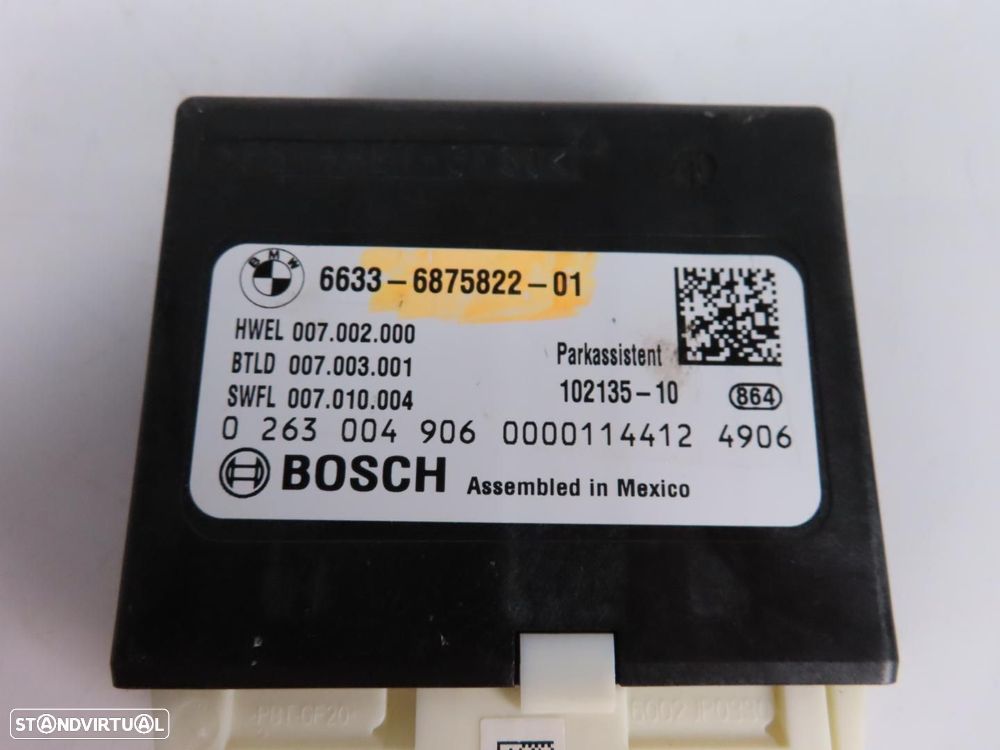 BMW 6633-6875822-01
HWEL 007.002.000
BTLD 007.003.001
SWFL 007.010.004
Parkassistent
102135-10 864
0 263 004 906 0000114412 4906
BOSCH Assembled in Mexico
STANDVIRTUAL